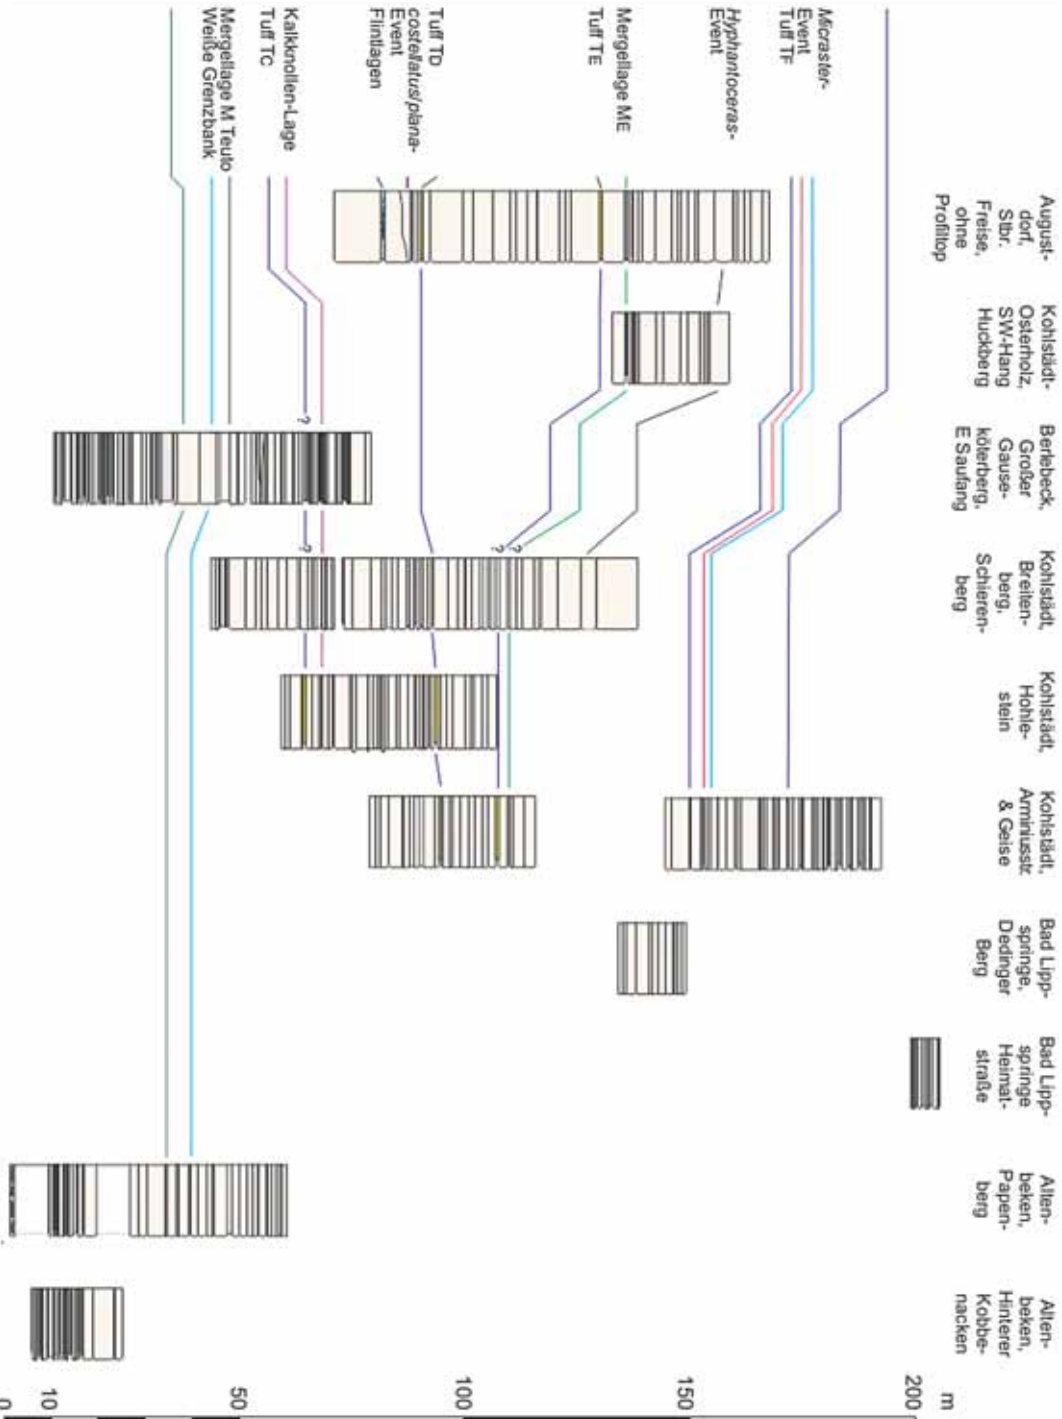 August-
dorf,
Stbr.
Freise,
ohne
Profiltop
Kohlstädt-
Osterholz,
SW-Hang
Huckberg
Berlebeck,
Großer
Gause-
köterberg,
E Saufang
Kohlstädt,
Breiten-
berg,
Schieren-
berg
Kohlstädt,
Hohle-
stein
Kohlstädt,
Arminiusstr.
& Geise
Bad Lipp-
springe,
Dedinger
Berg
Bad Lipp-
springe
Heimat-
straße
Alten-
beken,
Papen-
berg
Alten-
beken,
Hinterer
Kobbe-
nacken
Micraster-
Event
Tuff TF
Hyphantoceras-
Event
Mergellage ME
Tuff TE
Tuff TD
costellatus/plana-
Event
Flintlagen
Kalkknollen-Lage
Tuff TC
Mergellage M Teuto
Weiße Grenzbank
?
?
?
?
m
200
150
100
50
10
0